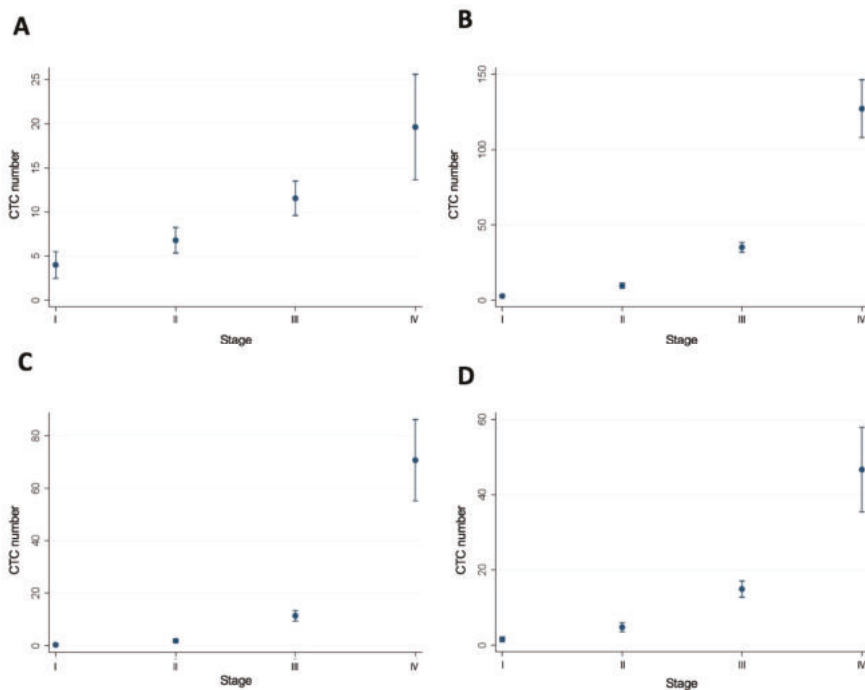 A
CTC number
25
20
15
10
5
0
I II III IV
Stage
B
CTC number
150
100
50
0
I II III IV
Stage
C
CTC number
80
60
40
20
0
I II III IV
Stage
D
CTC number
60
40
20
0
I II III IV
Stage